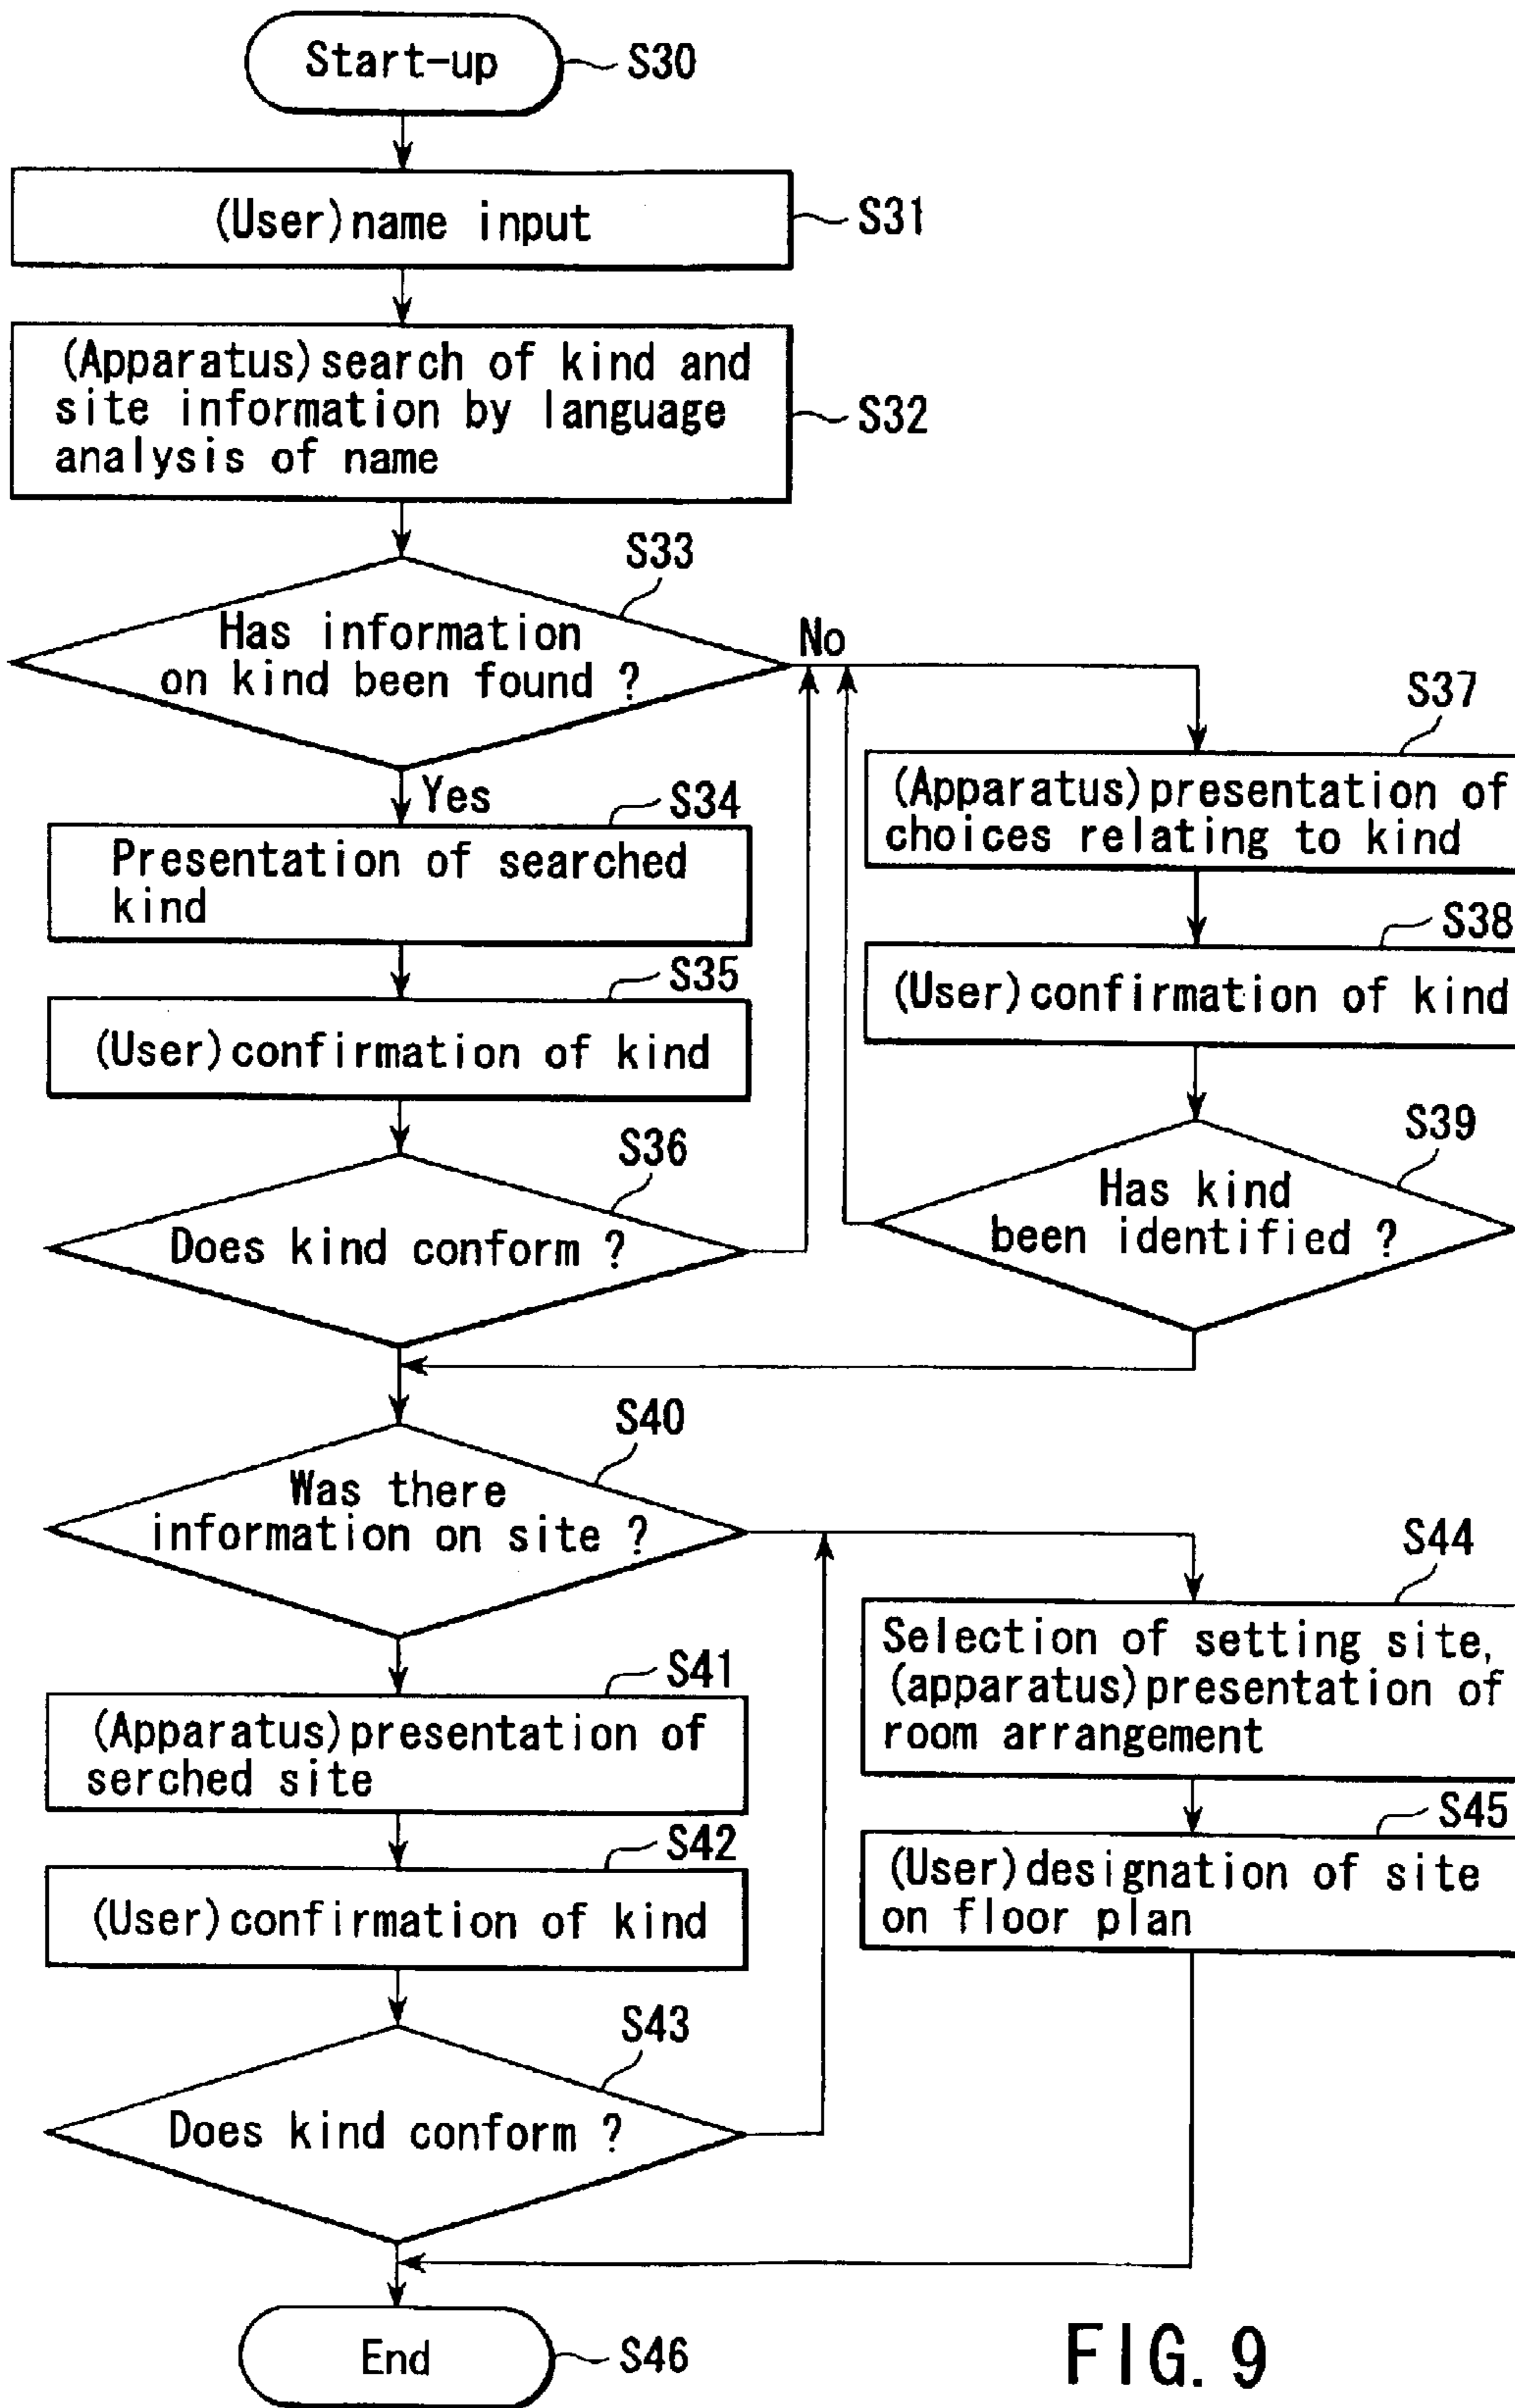 Start-up
S30
(User)name input
S31
(Apparatus)search of kind and
site information by language
analysis of name
S32
S33
Has information
on kind been found ?
No
Yes
S34
Presentation of searched
kind
S35
(User)confirmation of kind
S36
Does kind conform ?
S37
(Apparatus)presentation of
choices relating to kind
S38
(User)confirmation of kind
S39
Has kind
been identified ?
S40
Was there
information on site ?
S41
(Apparatus)presentation of
serched site
S42
(User)confirmation of kind
S43
Does kind conform ?
S44
Selection of setting site,
(apparatus)presentation of
room arrangement
S45
(User)designation of site
on floor plan
End
S46
FIG. 9